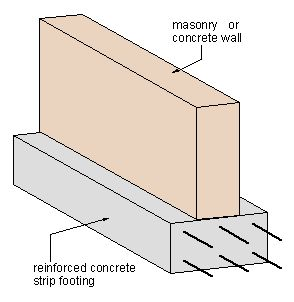 masonry or
concrete wall
reinforced concrete
strip footing